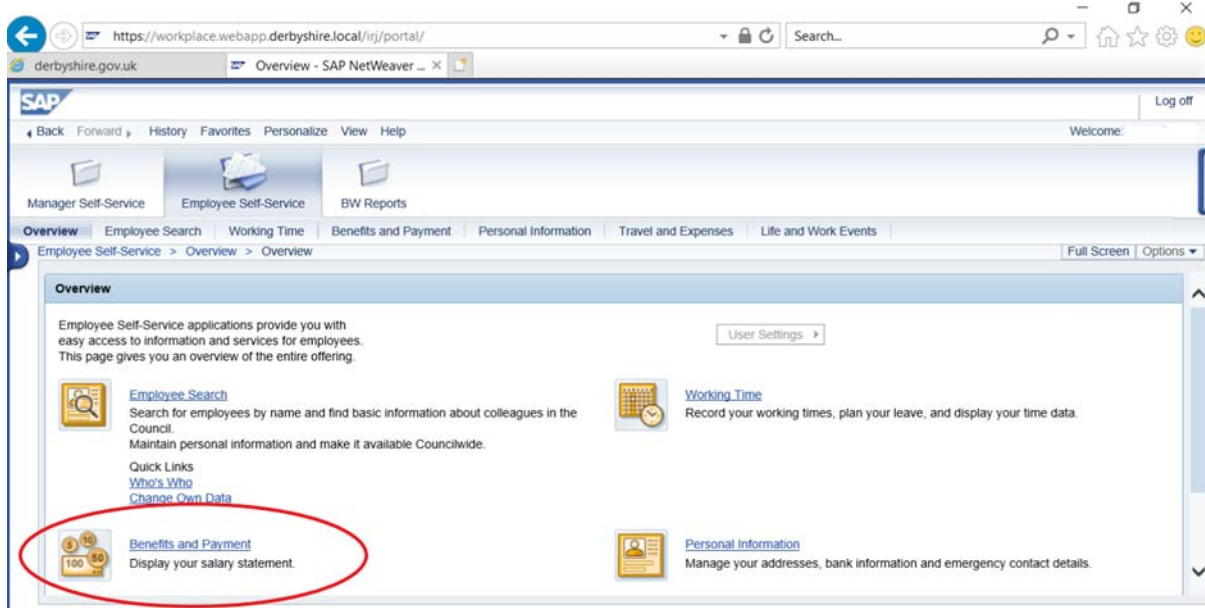 https://workplace.webapp.derbyshire.local/irj/portal/
Search...
derbyshire.gov.uk
Overview - SAP NetWeaver ...
SAP
Log off
Back Forward History Favorites Personalize View Help
Welcome:
Manager Self-Service Employee Self-Service BW Reports
Overview Employee Search Working Time Benefits and Payment Personal Information Travel and Expenses Life and Work Events
Employee Self-Service > Overview > Overview
Full Screen Options
Overview
Employee Self-Service applications provide you with
easy access to information and services for employees.
This page gives you an overview of the entire offering.
User Settings
Employee Search
Search for employees by name and find basic information about colleagues in the
Council.
Maintain personal information and make it available Councilwide.
Quick Links
Who's Who
Change Own Data
Working Time
Record your working times, plan your leave, and display your time data.
5 10
100 50
Benefits and Payment
Display your salary statement.
Personal Information
Manage your addresses, bank information and emergency contact details.